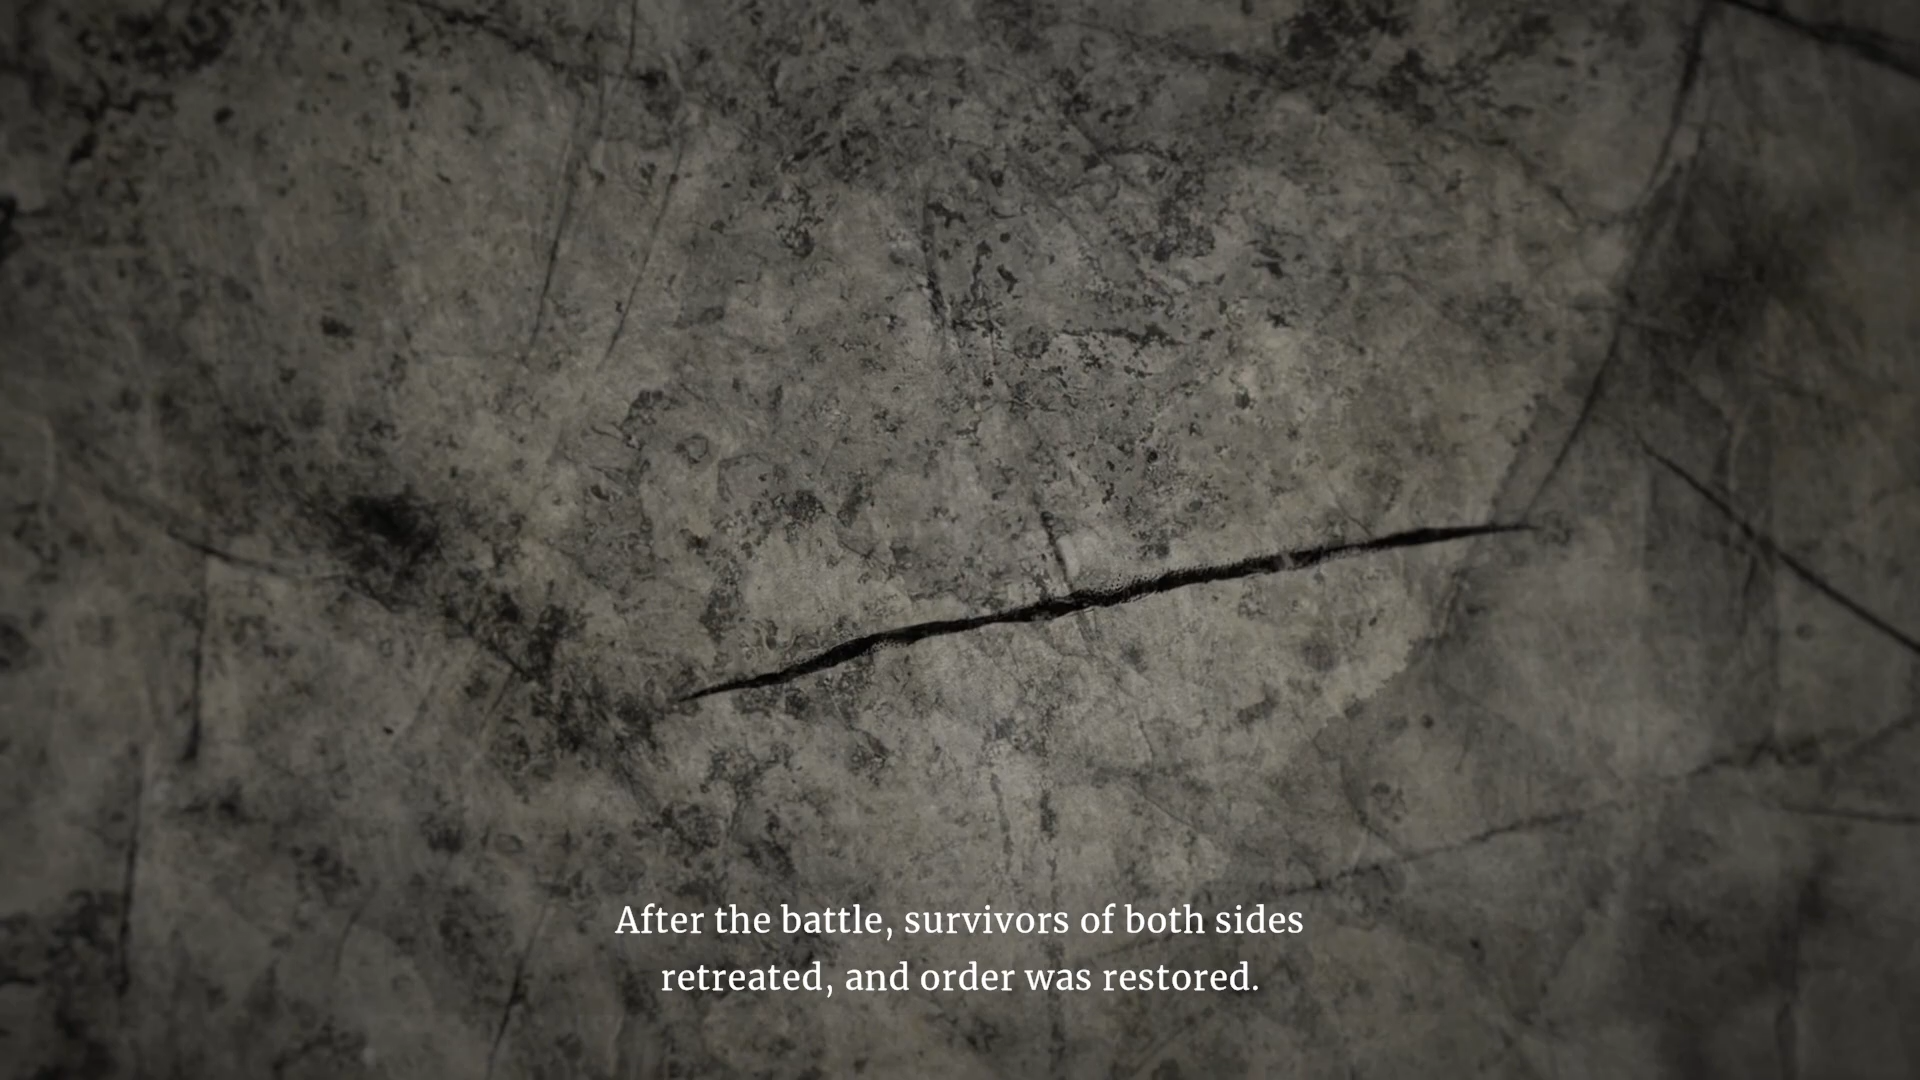 After the battle, survivors of both sides
retreated, and order was restored.